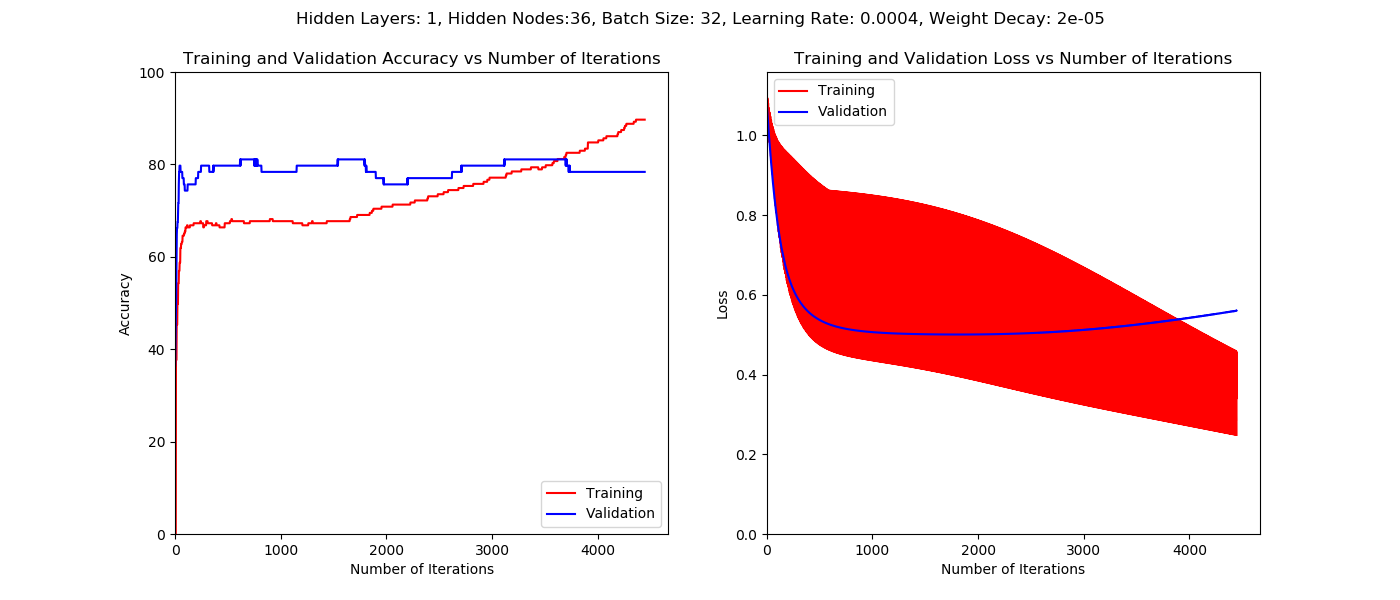 Hidden Layers: 1, Hidden Nodes:36, Batch Size: 32, Learning Rate: 0.0004, Weight Decay: 2e-05
Training and Validation Accuracy vs Number of Iterations
100
80
60
40
20
0
Accuracy
0 1000 2000 3000 4000
Number of Iterations
Training
Validation
Training and Validation Loss vs Number of Iterations
Training
Validation
1.0
0.8
0.6
0.4
0.2
0.0
Loss
0 1000 2000 3000 4000
Number of Iterations